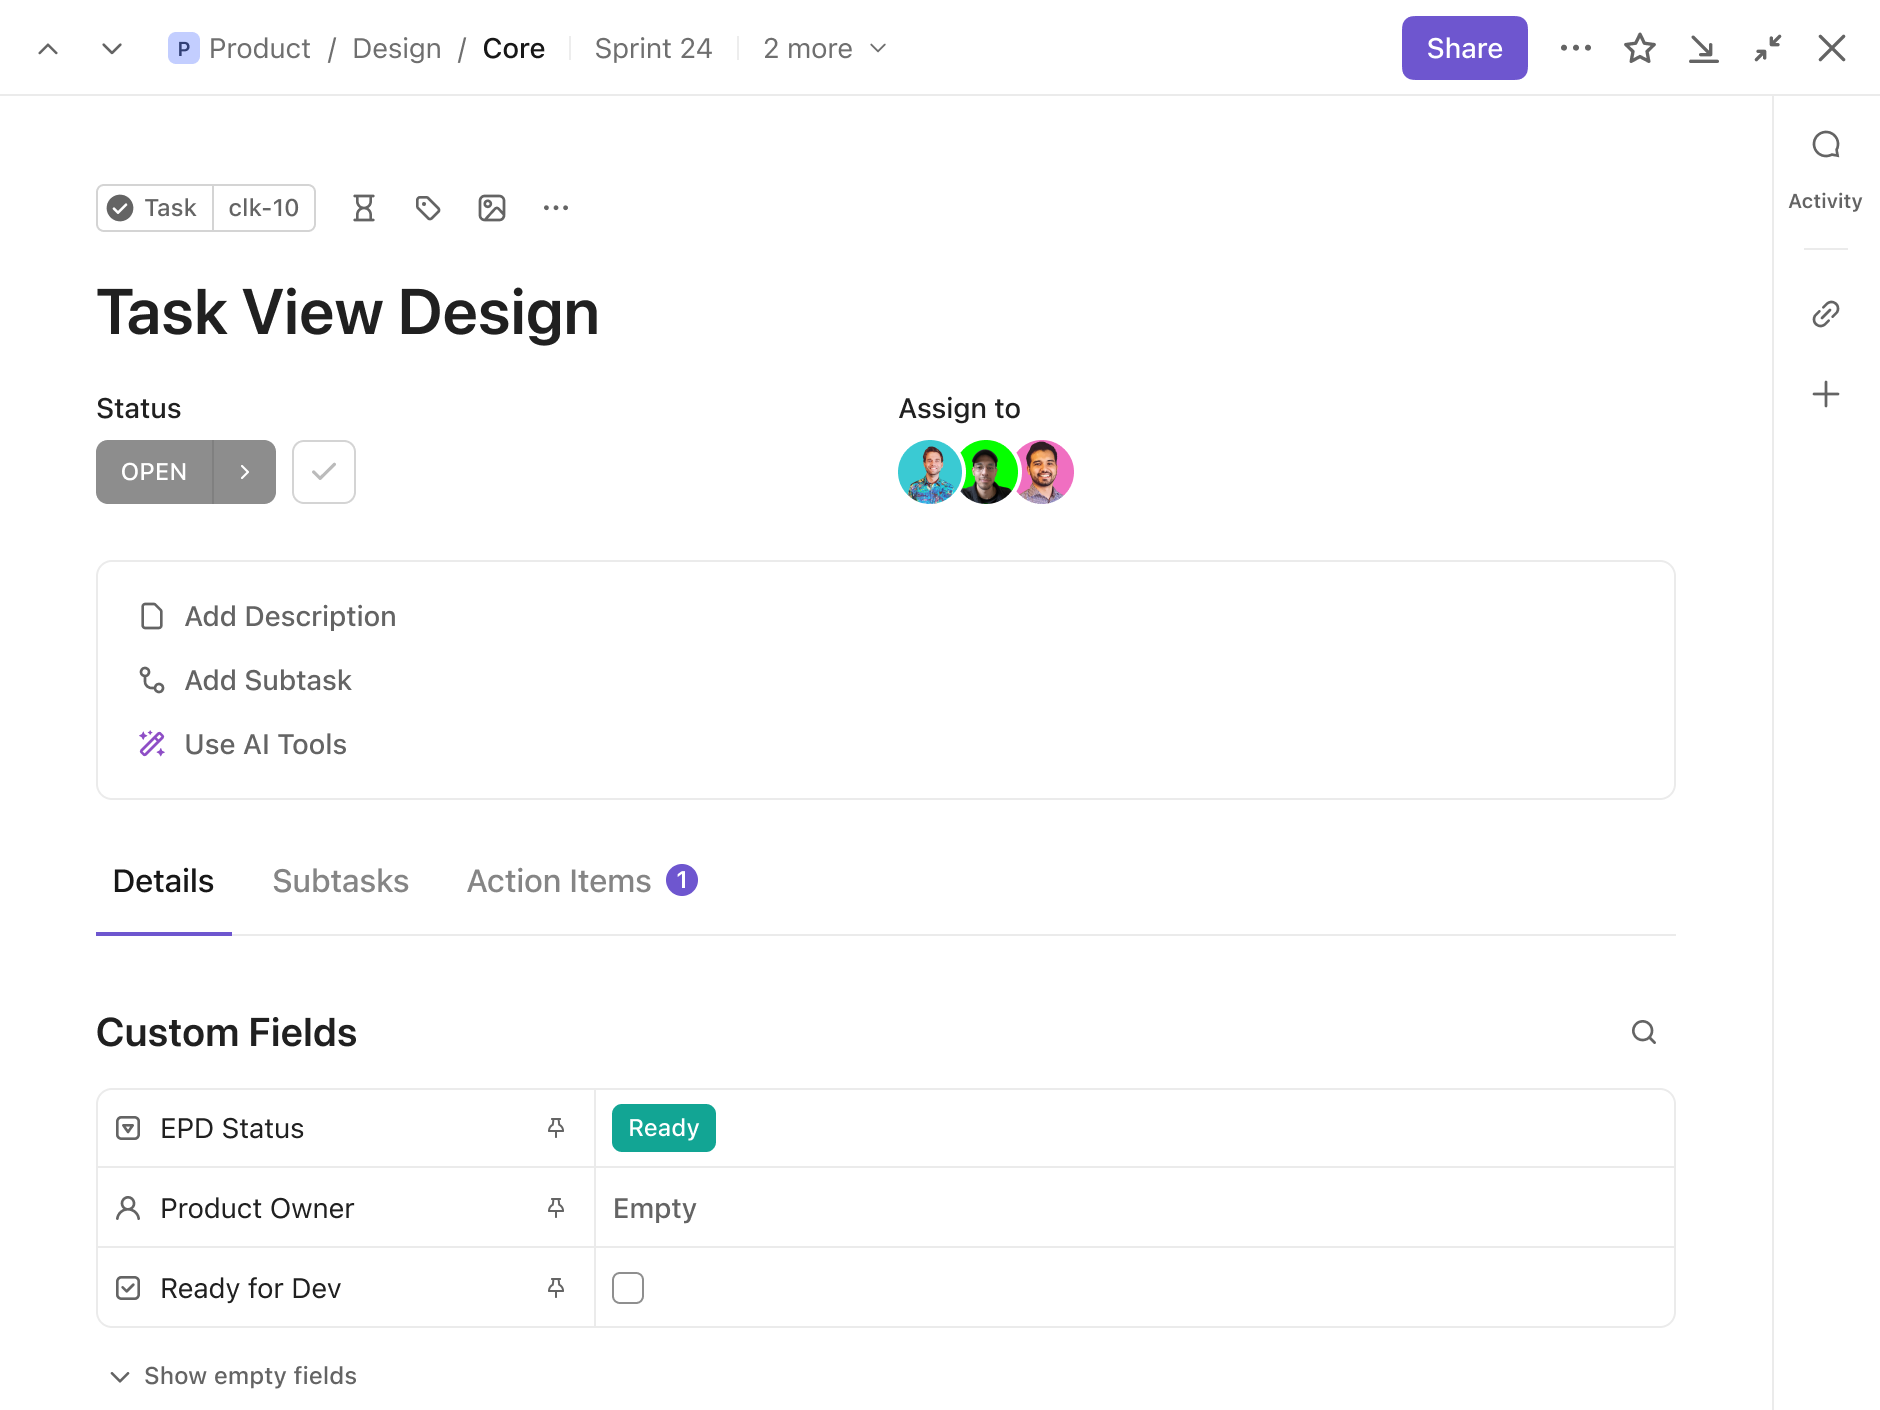 P Product / Design / Core Sprint 24 2 more
Share
Activity
Task clk-10
Task View Design
Status
OPEN
Assign to
Add Description
Add Subtask
Use AI Tools
Details Subtasks Action Items 1
Custom Fields
EPD Status Ready
Product Owner Empty
Ready for Dev
Show empty fields